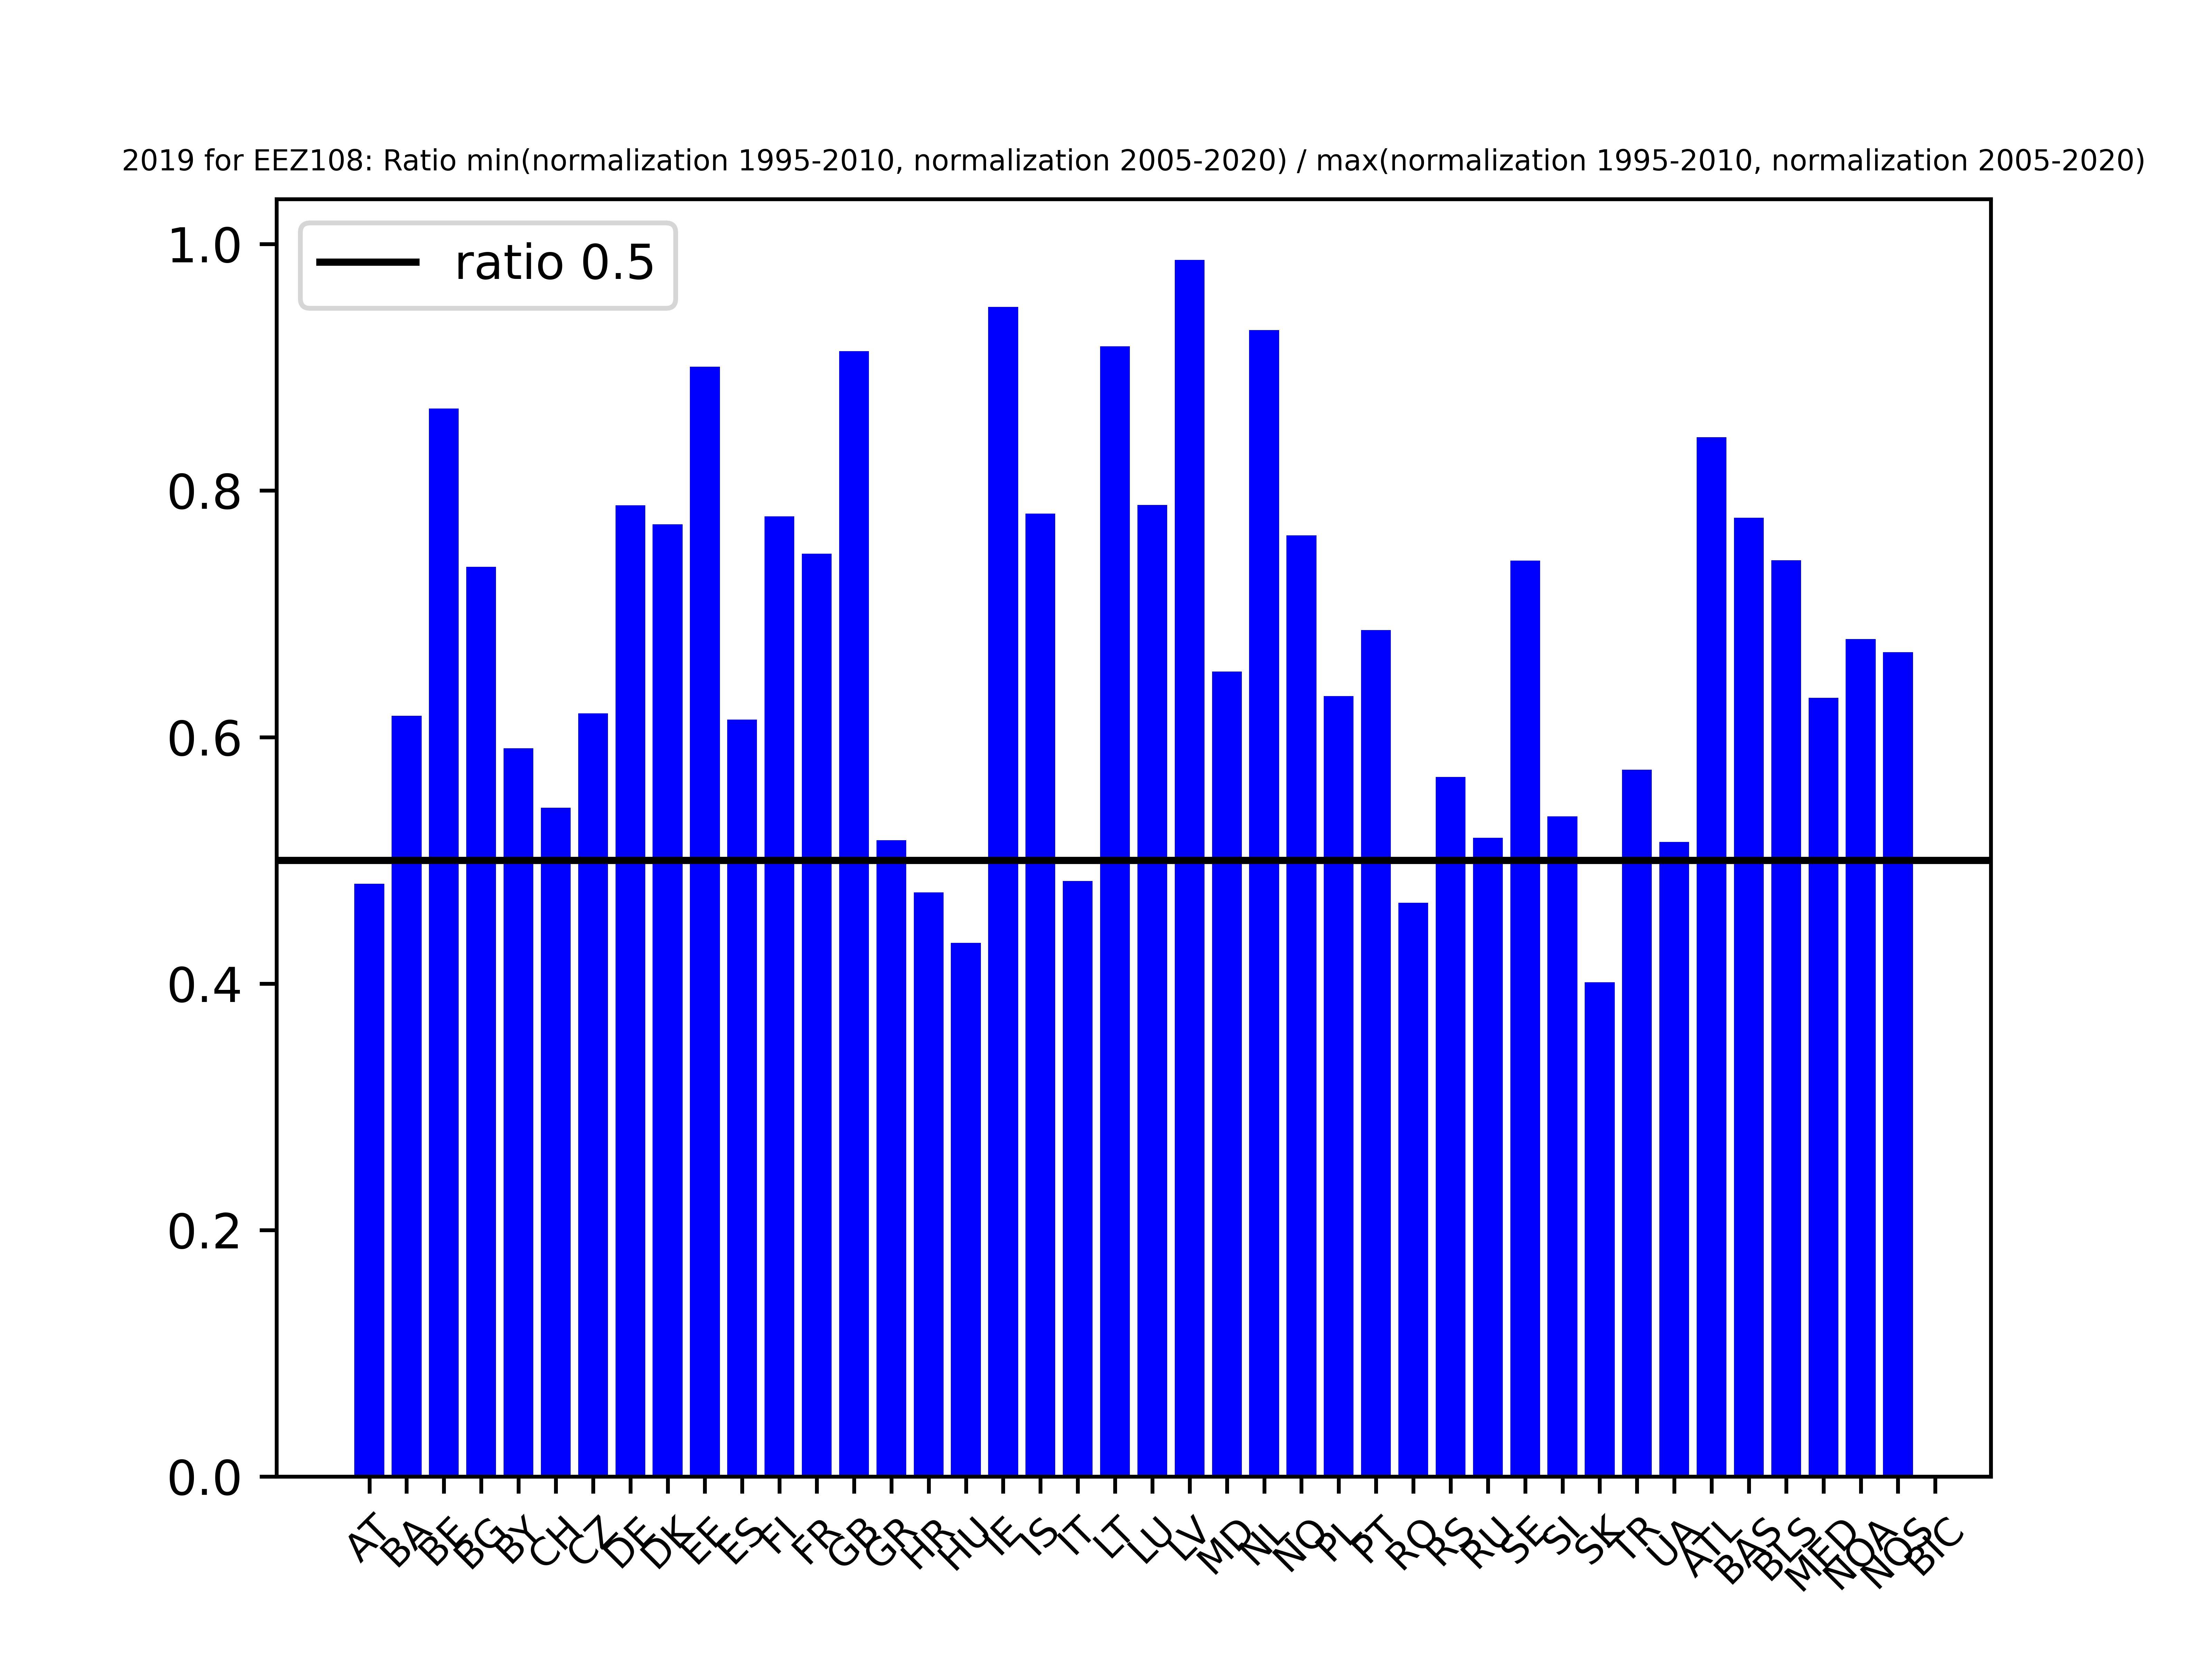 2019 for EEZ108: Ratio min(normalization 1995-2010, normalization 2005-2020) / max(normalization 1995-2010, normalization 2005-2020)
ratio 0.5
1.0
0.8
0.6
0.4
0.2
0.0
AT BA BE BG BY CH CZ DE DK EE ES FI FR GB GR HR HU IE IS IT LT LU LV MD NL NO PL PT RO RS RU SE SI SK TR UA ATL BAS BLS MED NOA NOS BIC